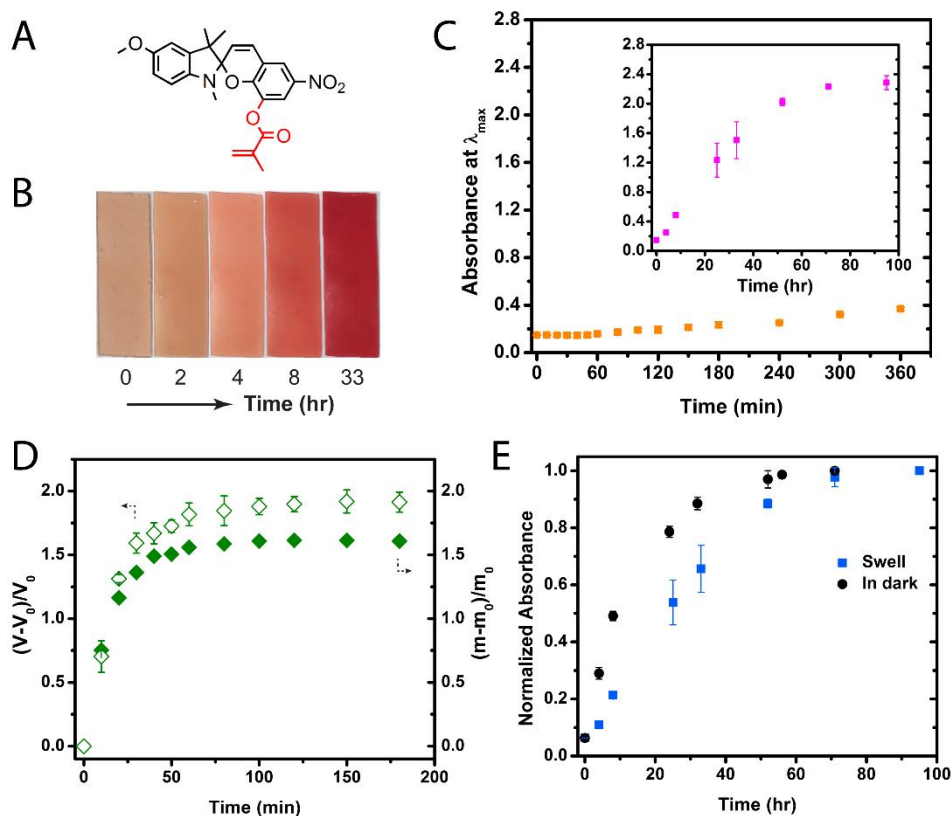 A
O
N
O
NO₂
O
O
B
0 2 4 8 33
Time (hr)
C
Absorbance at λmax
2.8
2.4
2.0
1.6
1.2
0.8
0.4
0.0
0 60 120 180 240 300 360
Time (min)
2.8
2.4
2.0
1.6
1.2
0.8
0.4
0.0
0 20 40 60 80 100
Time (hr)
D
(V-V₀)/V₀
2.0
1.5
1.0
0.5
0.0
0 50 100 150 200
Time (min)
2.0
1.5
1.0
0.5
0.0
(m-m₀)/m₀
E
Normalized Absorbance
1.0
0.8
0.6
0.4
0.2
0.0
0 20 40 60 80 100
Time (hr)
Swell
In dark